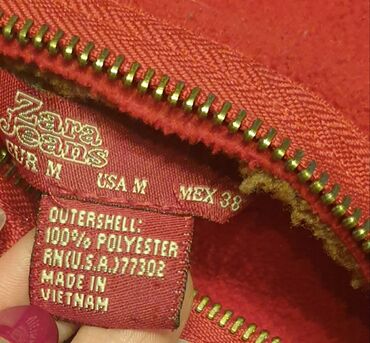 Zara
Jeans
EUR M USA M MEX 38
OUTERSHELL:
100% POLYESTER
RN(U.S.A.)77302
MADE IN
VIETNAM